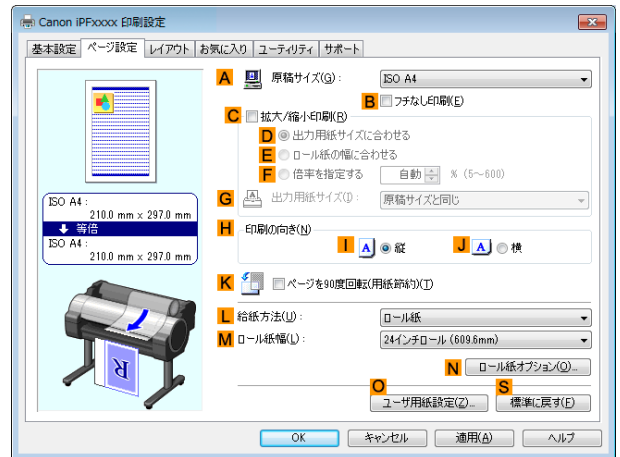 Canon iPFxxxx 印刷設定
基本設定 ページ設定 レイアウト お気に入り ユーティリティ サポート
A 原稿サイズ(G): ISO A4
B フチなし印刷(E)
C 拡大/縮小印刷(R)
D 出力用紙サイズに合わせる
E ロール紙の幅に合わせる
F 倍率を指定する 自動 % (5~600)
G 出力用紙サイズ(I): 原稿サイズと同じ
ISO A4:
210.0 mm x 297.0 mm
等倍
ISO A4:
210.0 mm x 297.0 mm
H 印刷の向き(N)
I A 縦 J A 横
K ページを90度回転(用紙節約)(T)
L 給紙方法(U): ロール紙
M ロール紙幅(L): 24インチロール (609.6mm)
N ロール紙オプション(O)...
O ユーザ用紙設定(Z)... S 標準に戻す(F)
R
OK キャンセル 適用(A) ヘルプ